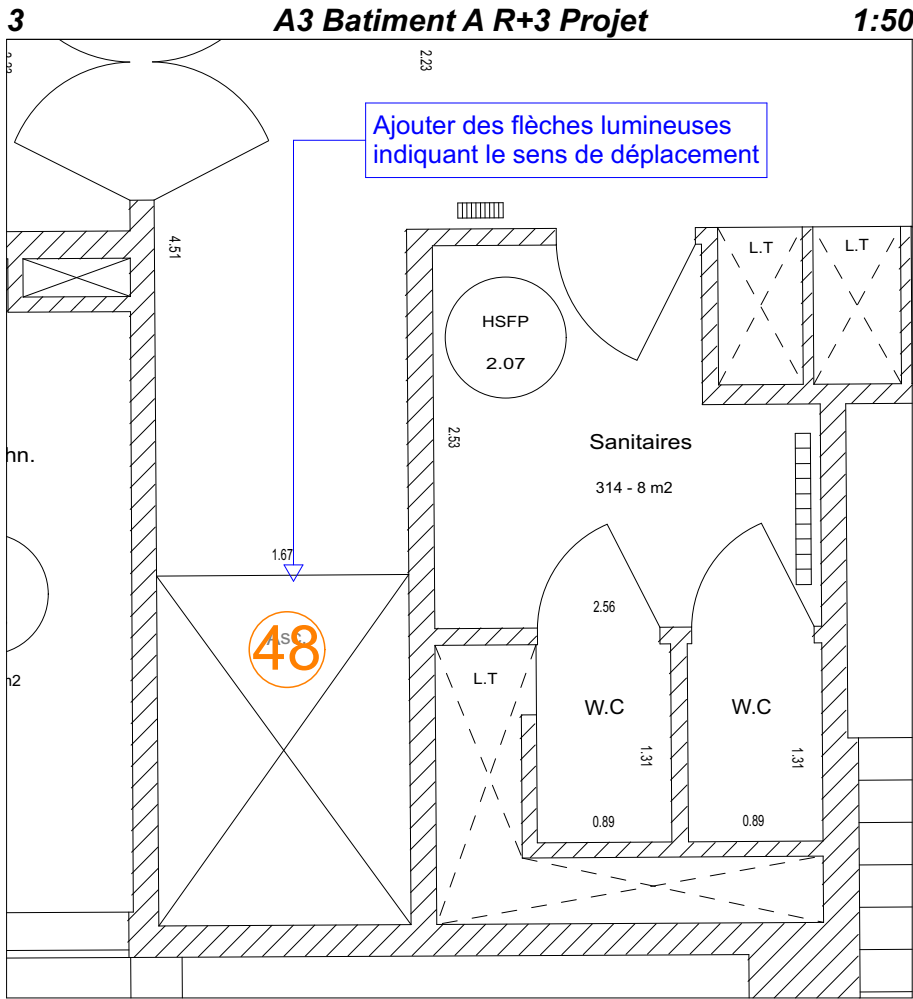 3 A3 Batiment A R+3 Projet 1:50
2.23
Ajouter des flèches lumineuses
indiquant le sens de déplacement
4.51
L.T
L.T
HSFP
2.07
2.53
Sanitaires
314 - 8 m2
hn.
1.67
2.56
ASC.
48
L.T
W.C
W.C
1.31
1.31
0.89
0.89